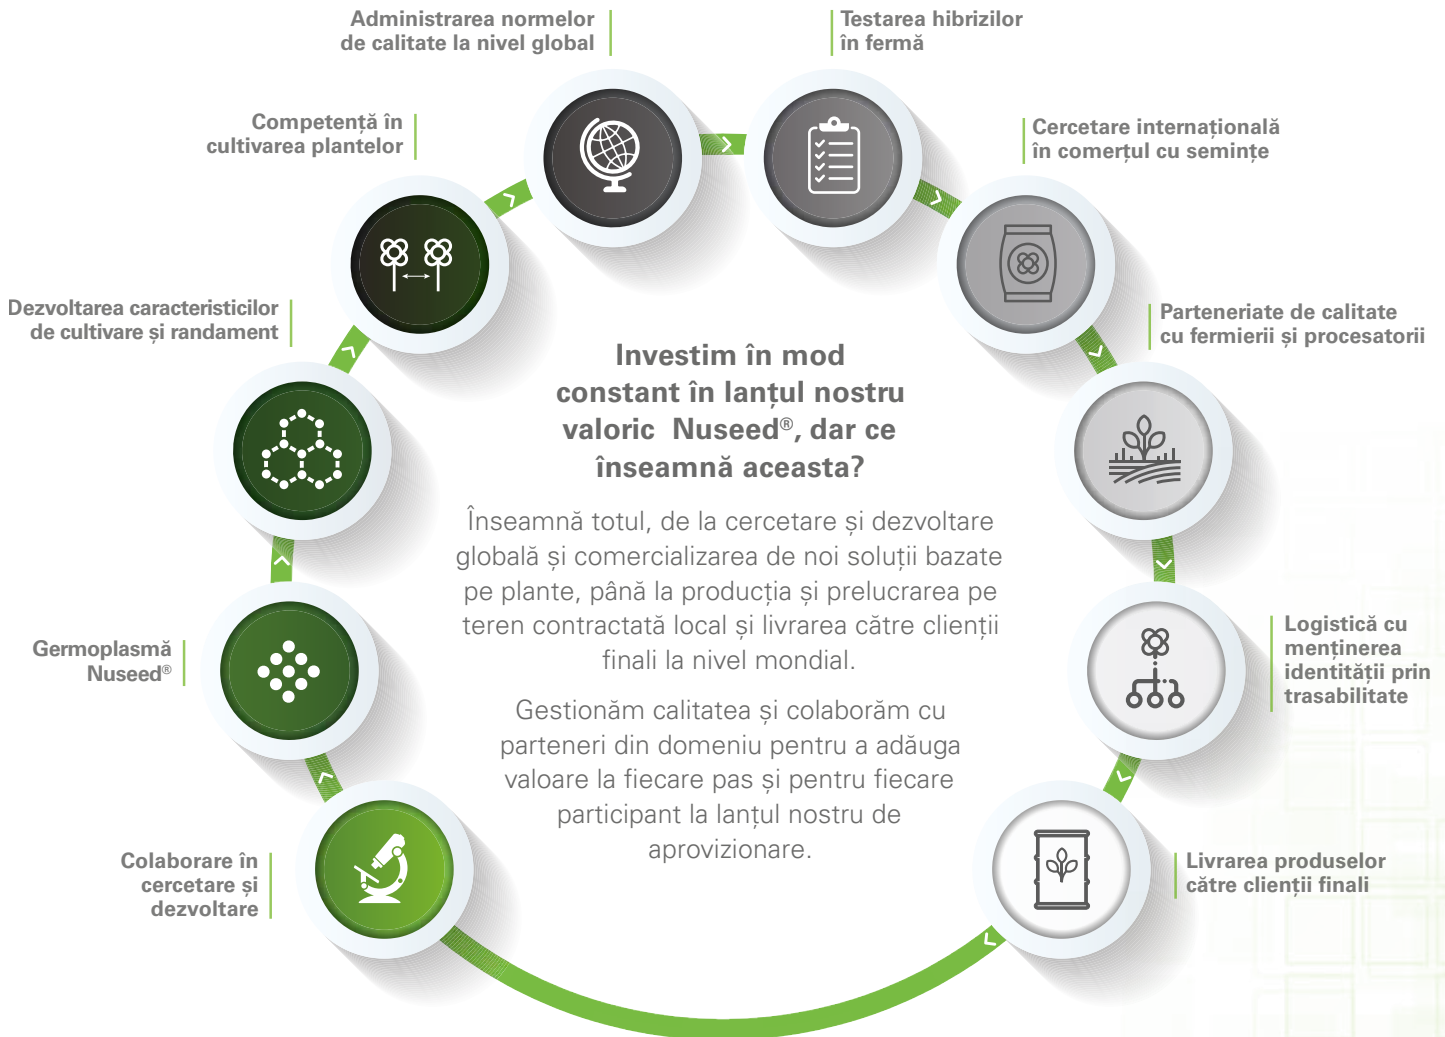 Administrarea normelor
de calitate la nivel global
Testarea hibrizilor
în fermă
Competență în
cultivarea plantelor
Cercetare internațională
în comerțul cu semințe
Dezvoltarea caracteristicilor
de cultivare și randament
Parteneriate de calitate
cu fermierii și procesatorii
Investim în mod
constant în lanțul nostru
valoric Nuseed®, dar ce
înseamnă aceasta?
Înseamnă totul, de la cercetare și dezvoltare
globală și comercializarea de noi soluții bazate
pe plante, până la producția și prelucrarea pe
teren contractată local și livrarea către clienții
finali la nivel mondial.
Gestionăm calitatea și colaborăm cu
parteneri din domeniu pentru a adăuga
valoare la fiecare pas și pentru fiecare
participant la lanțul nostru de
aprovizionare.
Germoplasmă
Nuseed®
Logistică cu
menținerea
identității prin
trasabilitate
Colaborare în
cercetare și
dezvoltare
Livrarea produselor
către clienții finali